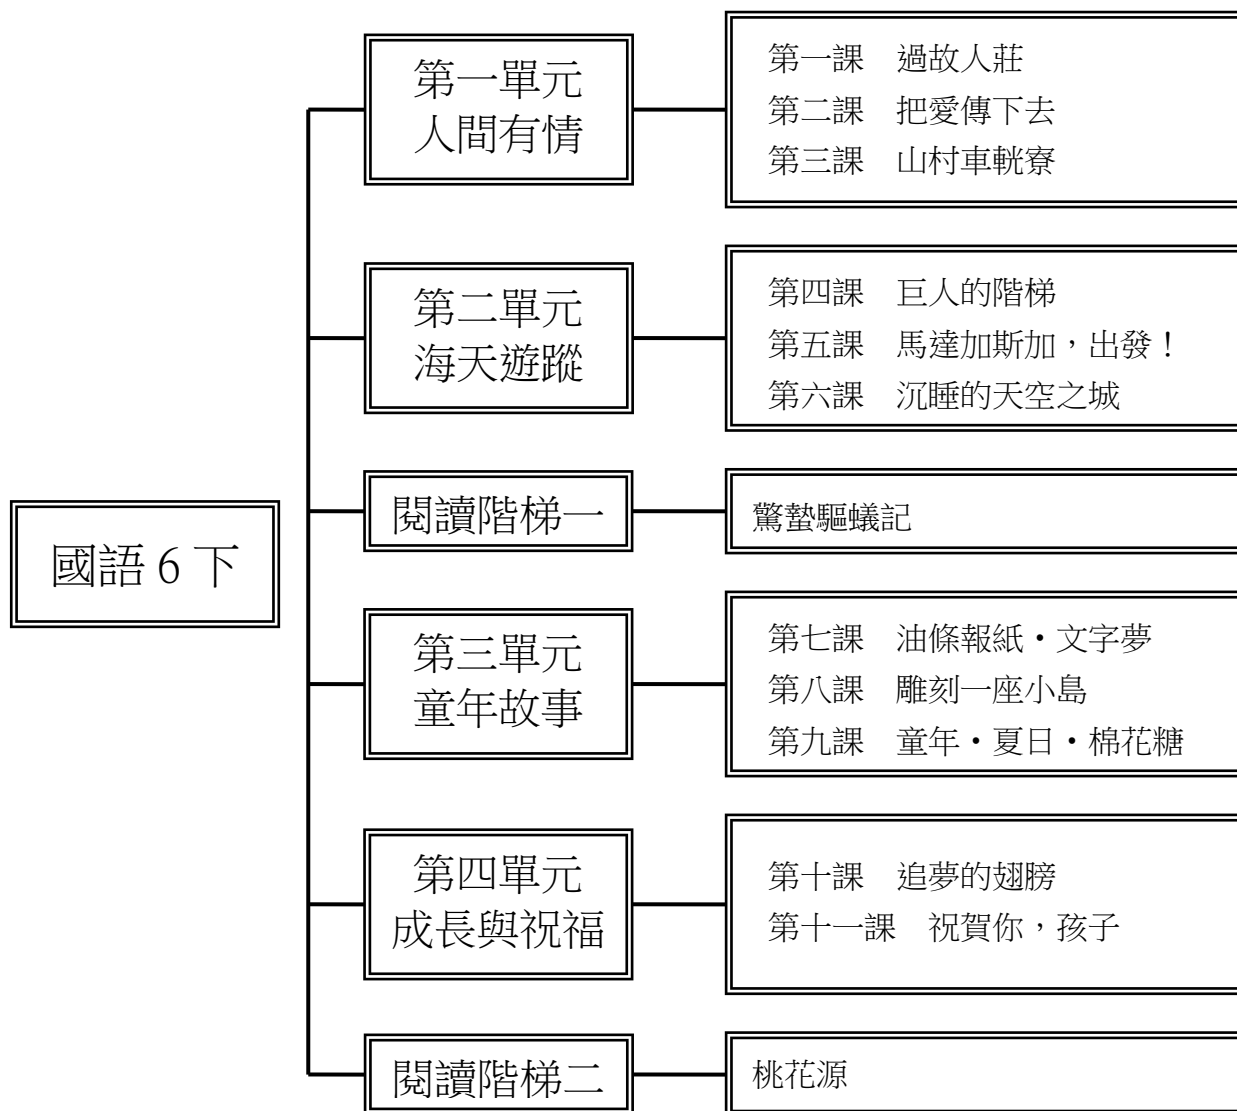 國語6下
第一單元
人間有情
第一課　過故人莊
第二課　把愛傳下去
第三課　山村車輄寮
第二單元
海天遊蹤
第四課　巨人的階梯
第五課　馬達加斯加，出發！
第六課　沉睡的天空之城
閱讀階梯一
驚蟄驅蟻記
第三單元
童年故事
第七課　油條報紙・文字夢
第八課　雕刻一座小島
第九課　童年・夏日・棉花糖
第四單元
成長與祝福
第十課　追夢的翅膀
第十一課　祝賀你，孩子
閱讀階梯二
桃花源